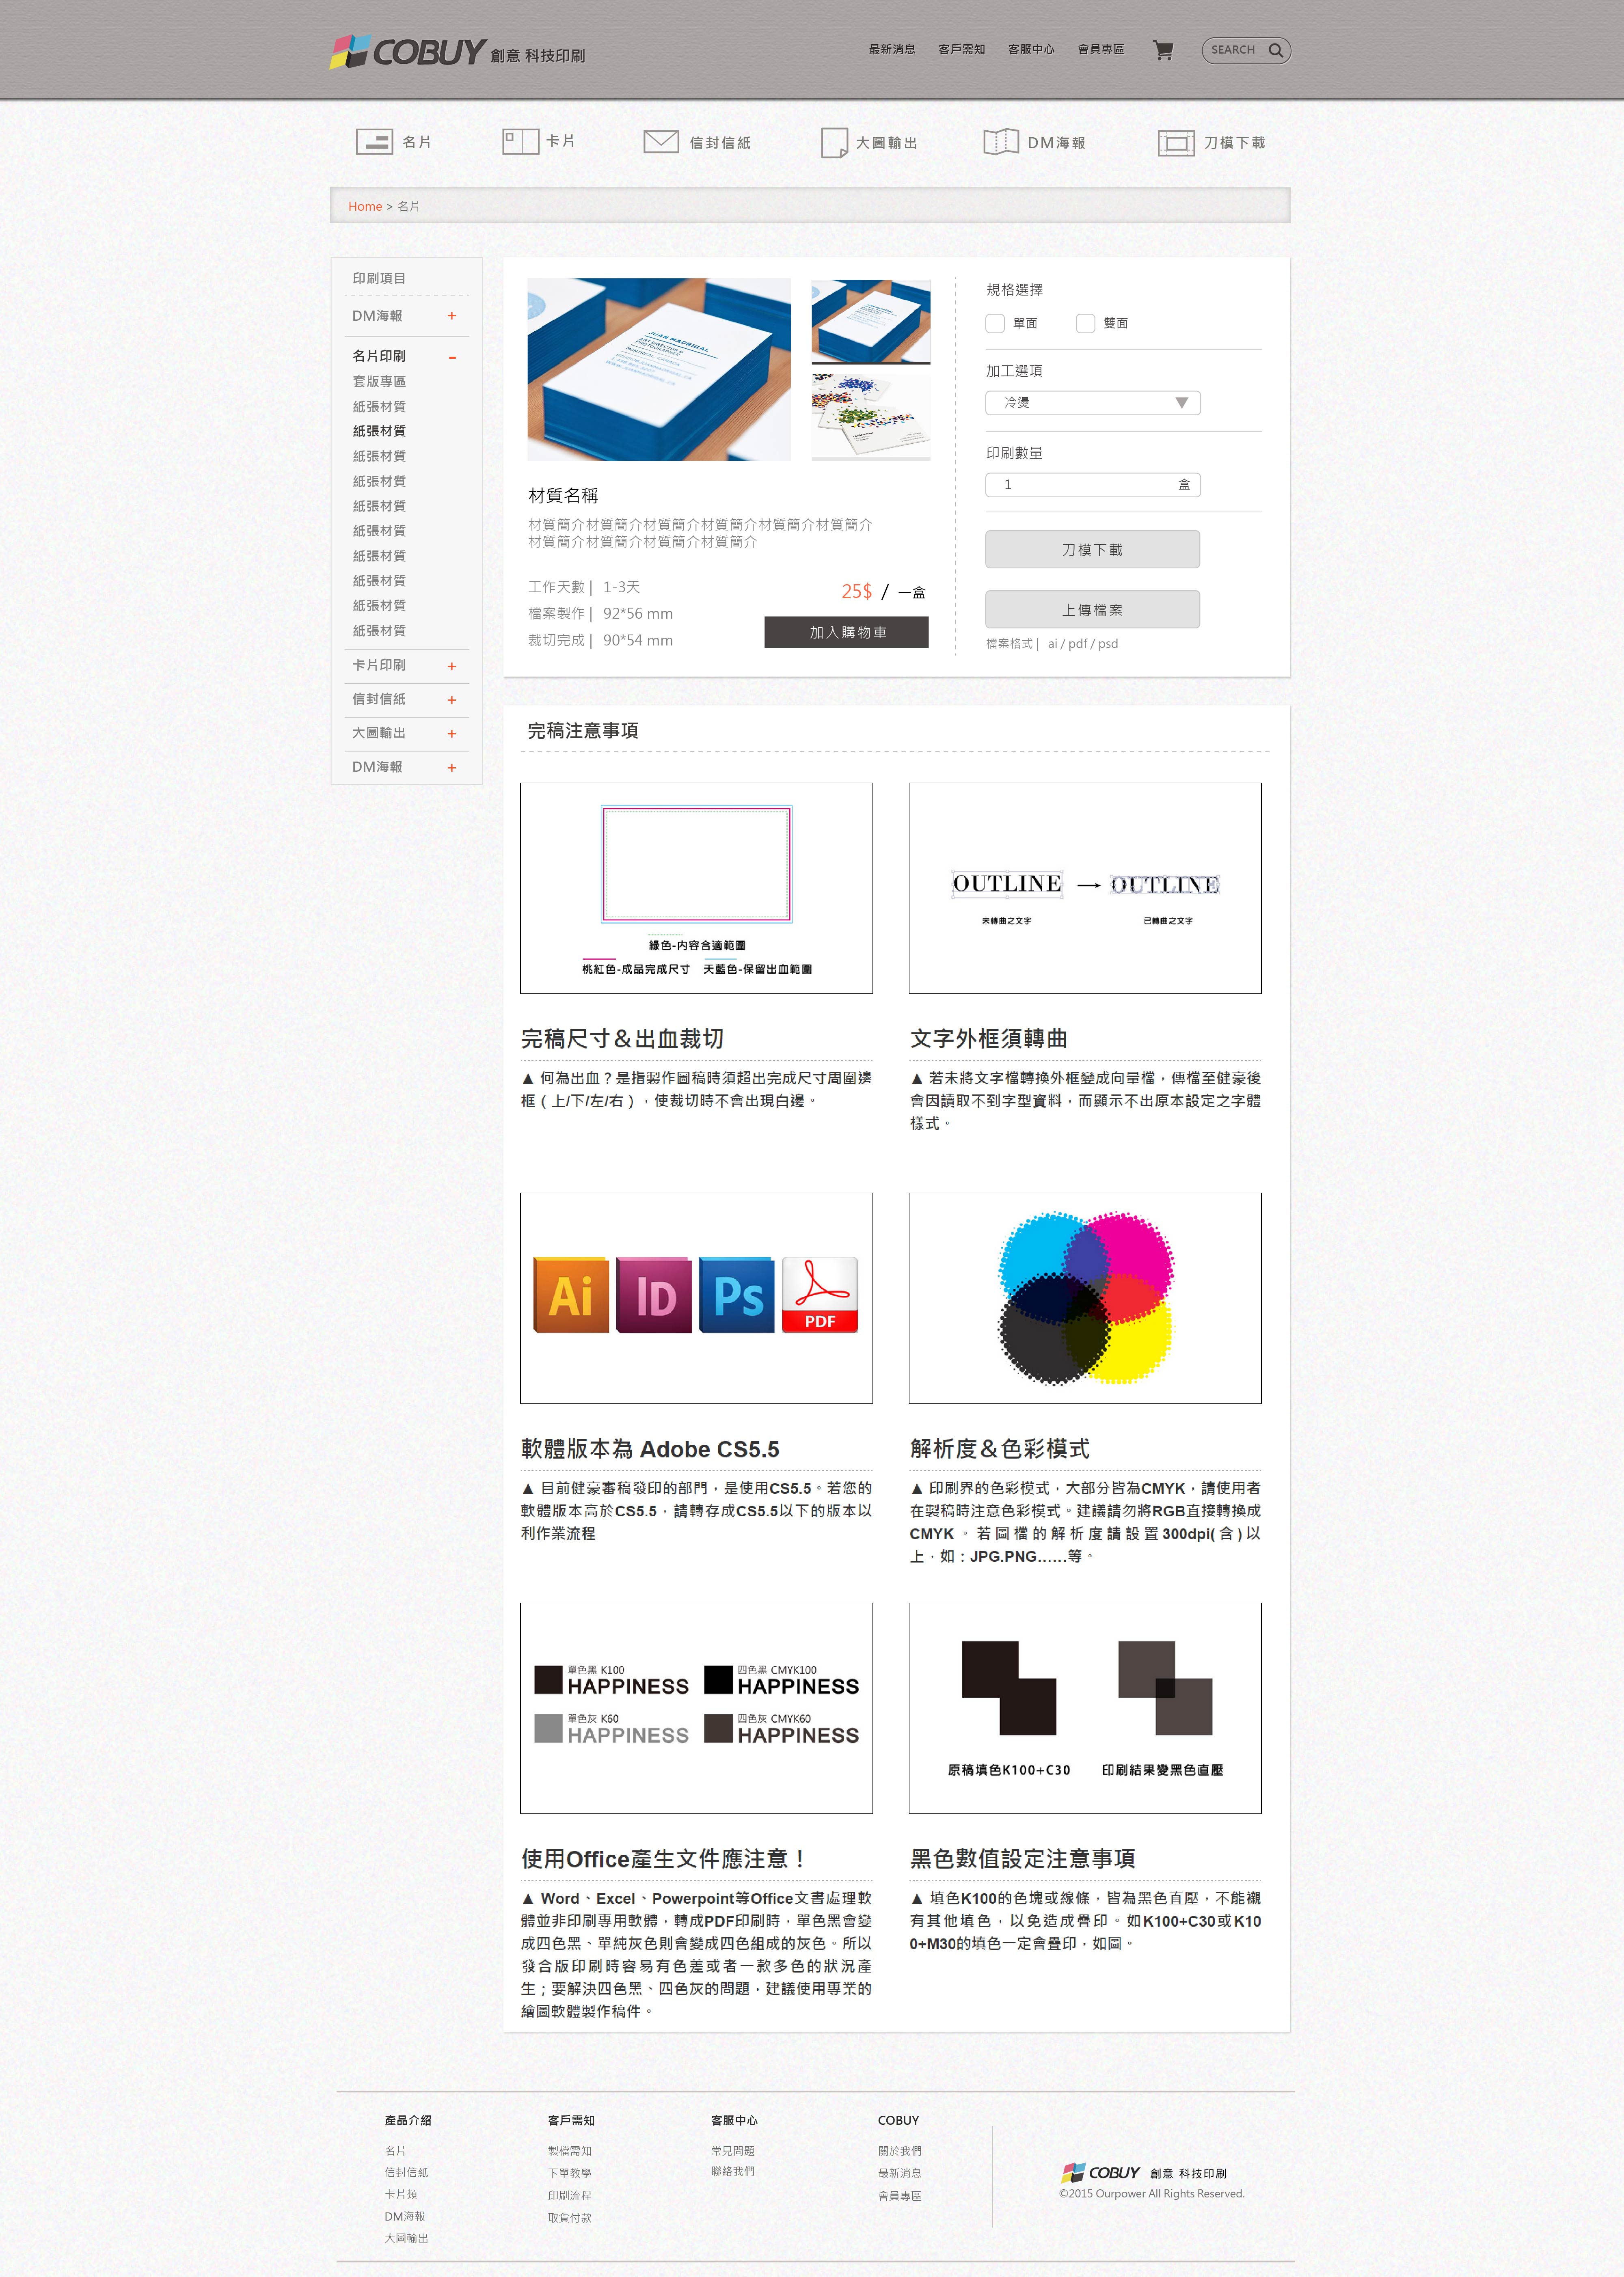 COBUY 創意 科技印刷
最新消息 客戶需知 客服中心 會員專區 SEARCH
名片 卡片 信封信紙 大圖輸出 DM海報 刀模下載
Home > 名片
印刷項目
DM海報 +
名片印刷 -
套版專區
紙張材質
紙張材質
紙張材質
紙張材質
紙張材質
紙張材質
紙張材質
紙張材質
紙張材質
紙張材質
卡片印刷 +
信封信紙 +
大圖輸出 +
DM海報 +
JUAN MADRIGAL
ART DIRECTOR &
PHOTOGRAPHER
MONTREAL, CANADA
材質名稱
材質簡介材質簡介材質簡介材質簡介材質簡介材質簡介
材質簡介材質簡介材質簡介材質簡介
工作天數 | 1-3天
檔案製作 | 92*56 mm
裁切完成 | 90*54 mm
25$ / 一盒
加入購物車
規格選擇
單面 雙面
加工選項
冷燙
印刷數量
1 盒
刀模下載
上傳檔案
檔案格式 | ai / pdf / psd
完稿注意事項
綠色-內容合適範圍
桃紅色-成品完成尺寸 天藍色-保留出血範圍
完稿尺寸＆出血裁切
▲ 何為出血？是指製作圖稿時須超出完成尺寸周圍邊
框（上/下/左/右），使裁切時不會出現白邊。
OUTLINE → OUTLINE
未轉曲之文字 已轉曲之文字
文字外框須轉曲
▲ 若未將文字檔轉換外框變成向量檔，傳檔至健豪後
會因讀取不到字型資料，而顯示不出原本設定之字體
樣式。
Ai ID Ps PDF
軟體版本為 Adobe CS5.5
▲ 目前健豪審稿發印的部門，是使用CS5.5。若您的
軟體版本高於CS5.5，請轉存成CS5.5以下的版本以
利作業流程
解析度＆色彩模式
▲ 印刷界的色彩模式，大部分皆為CMYK，請使用者
在製稿時注意色彩模式。建議請勿將RGB直接轉換成
CMYK。若圖檔的解析度請設置300dpi(含)以
上，如：JPG.PNG……等。
單色黑 K100
HAPPINESS
四色黑 CMYK100
HAPPINESS
單色灰 K60
HAPPINESS
四色灰 CMYK60
HAPPINESS
使用Office產生文件應注意！
▲ Word、Excel、Powerpoint等Office文書處理軟
體並非印刷專用軟體，轉成PDF印刷時，單色黑會變
成四色黑、單純灰色則會變成四色組成的灰色。所以
發合版印刷時容易有色差或者一款多色的狀況產
生；要解決四色黑、四色灰的問題，建議使用專業的
繪圖軟體製作稿件。
原稿填色K100+C30 印刷結果變黑色直壓
黑色數值設定注意事項
▲ 填色K100的色塊或線條，皆為黑色直壓，不能襯
有其他填色，以免造成疊印。如K100+C30或K10
0+M30的填色一定會疊印，如圖。
產品介紹
名片
信封信紙
卡片類
DM海報
大圖輸出
客戶需知
製檔需知
下單教學
印刷流程
取貨付款
客服中心
常見問題
聯絡我們
COBUY
關於我們
最新消息
會員專區
COBUY 創意 科技印刷
©2015 Ourpower All Rights Reserved.